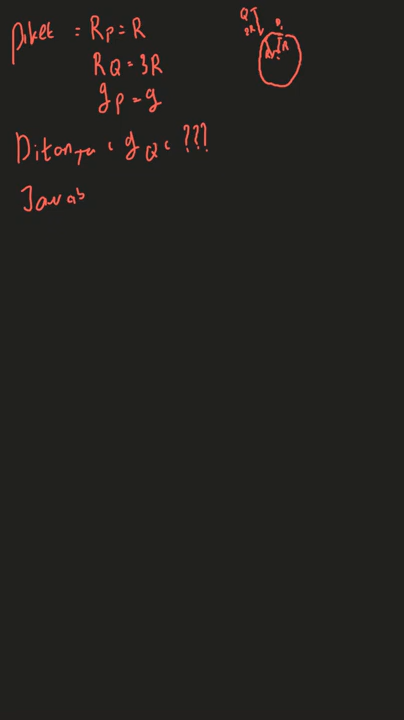 Diket = Rp = R
RQ = 3R
gp = g
Ditanya : gQ = ???
Jawab
Q
P
R